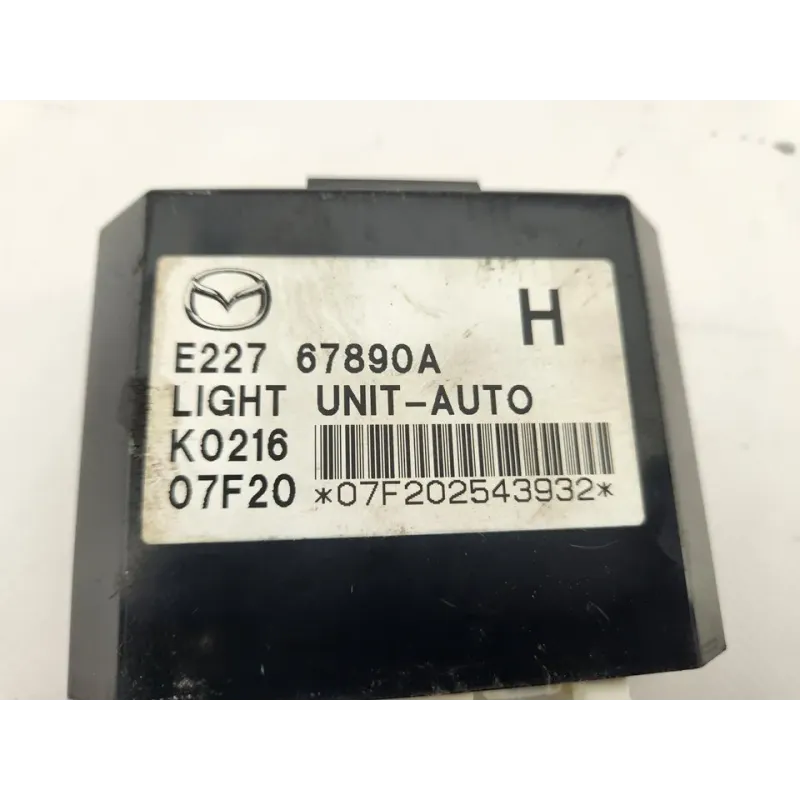 H
E227 67890A
LIGHT UNIT-AUTO
K0216
07F20 *07F202543932*